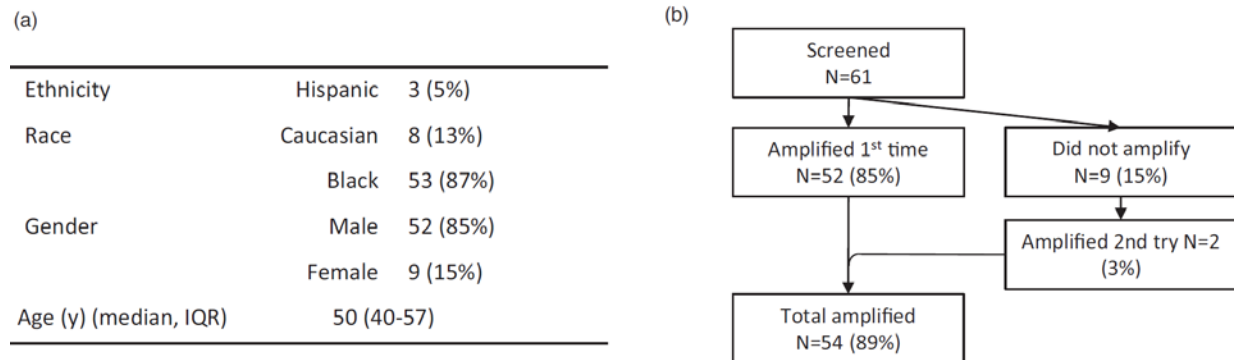 (a)
Ethnicity Hispanic 3 (5%)
Race Caucasian 8 (13%)
Black 53 (87%)
Gender Male 52 (85%)
Female 9 (15%)
Age (y) (median, IQR) 50 (40-57)
(b)
Screened
N=61
Amplified 1st time
N=52 (85%)
Did not amplify
N=9 (15%)
Amplified 2nd try N=2
(3%)
Total amplified
N=54 (89%)